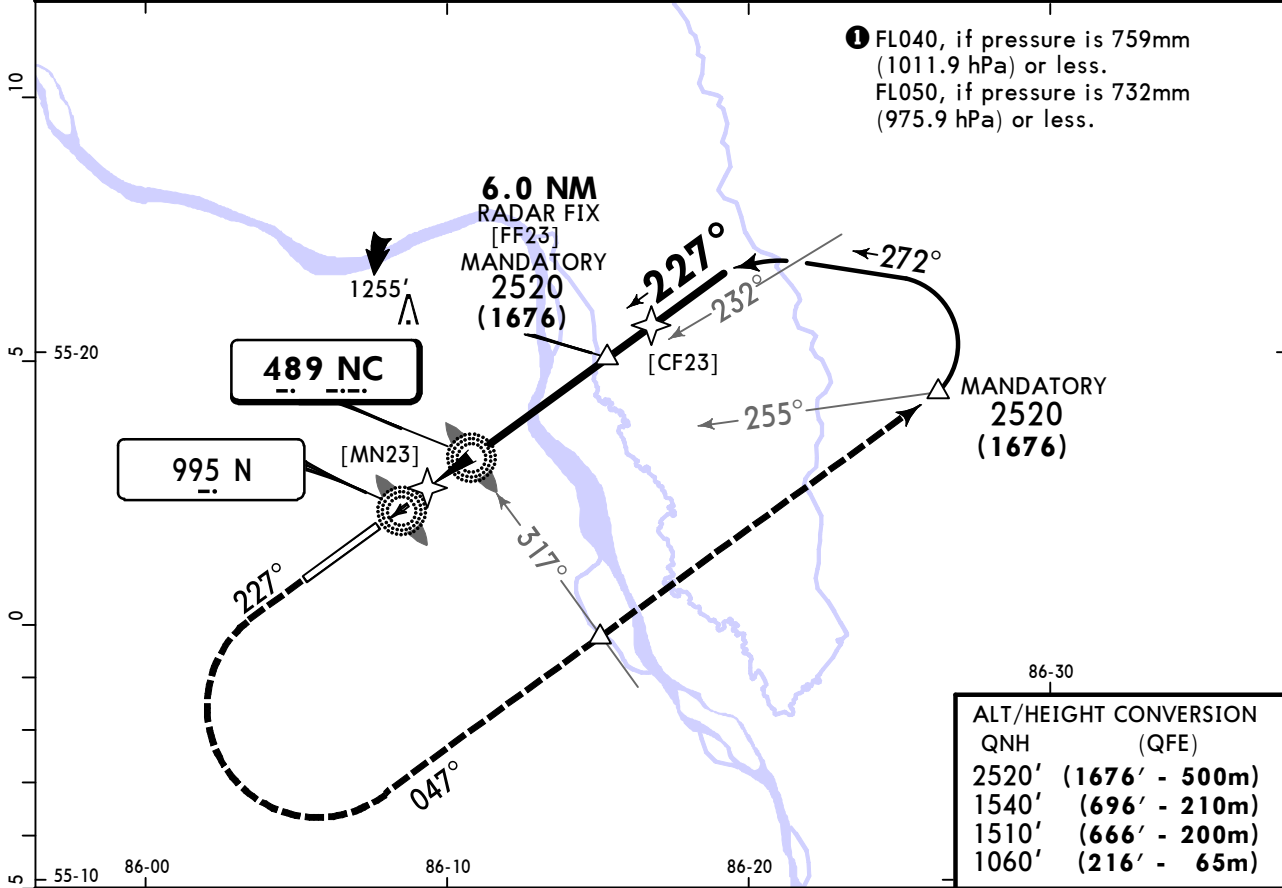 ❶ FL040, if pressure is 759mm
(1011.9 hPa) or less.
FL050, if pressure is 732mm
(975.9 hPa) or less.
10
6.0 NM
RADAR FIX
[FF23]
MANDATORY
2520
(1676)
227°
232°
272°
1255'
5
55-20
[CF23]
489 NC
255°
MANDATORY
2520
(1676)
[MN23]
995 N
317°
227°
0
047°
86-30
ALT/HEIGHT CONVERSION
QNH (QFE)
2520' (1676' - 500m)
1540' (696' - 210m)
1510' (666' - 200m)
1060' (216' - 65m)
5
55-10
86-00
86-10
86-20